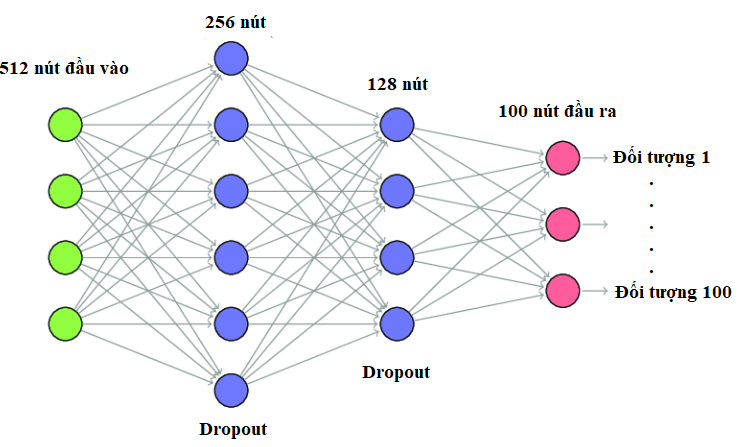 256 nút
512 nút đầu vào
128 nút
100 nút đầu ra
Đối tượng 1
Đối tượng 100
Dropout
Dropout